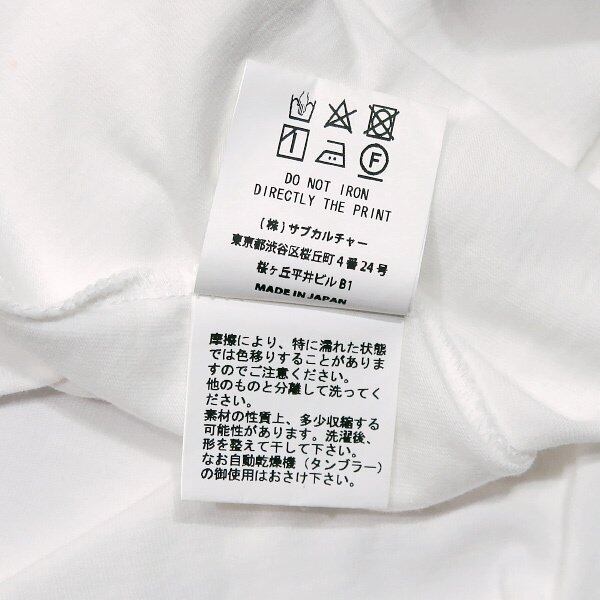 F
DO NOT IRON
DIRECTLY THE PRINT
(株)サブカルチャー
東京都渋谷区桜丘町4番24号
桜ヶ丘平井ビルB1
MADE IN JAPAN
摩擦により、特に濡れた状態
では色移りすることがありま
すのでご注意ください。
他のものと分離して洗ってく
ださい。
素材の性質上、多少収縮する
可能性があります。洗濯後、
形を整えて干して下さい。
なお自動乾燥機(タンブラー)
の御使用はおさけ下さい。